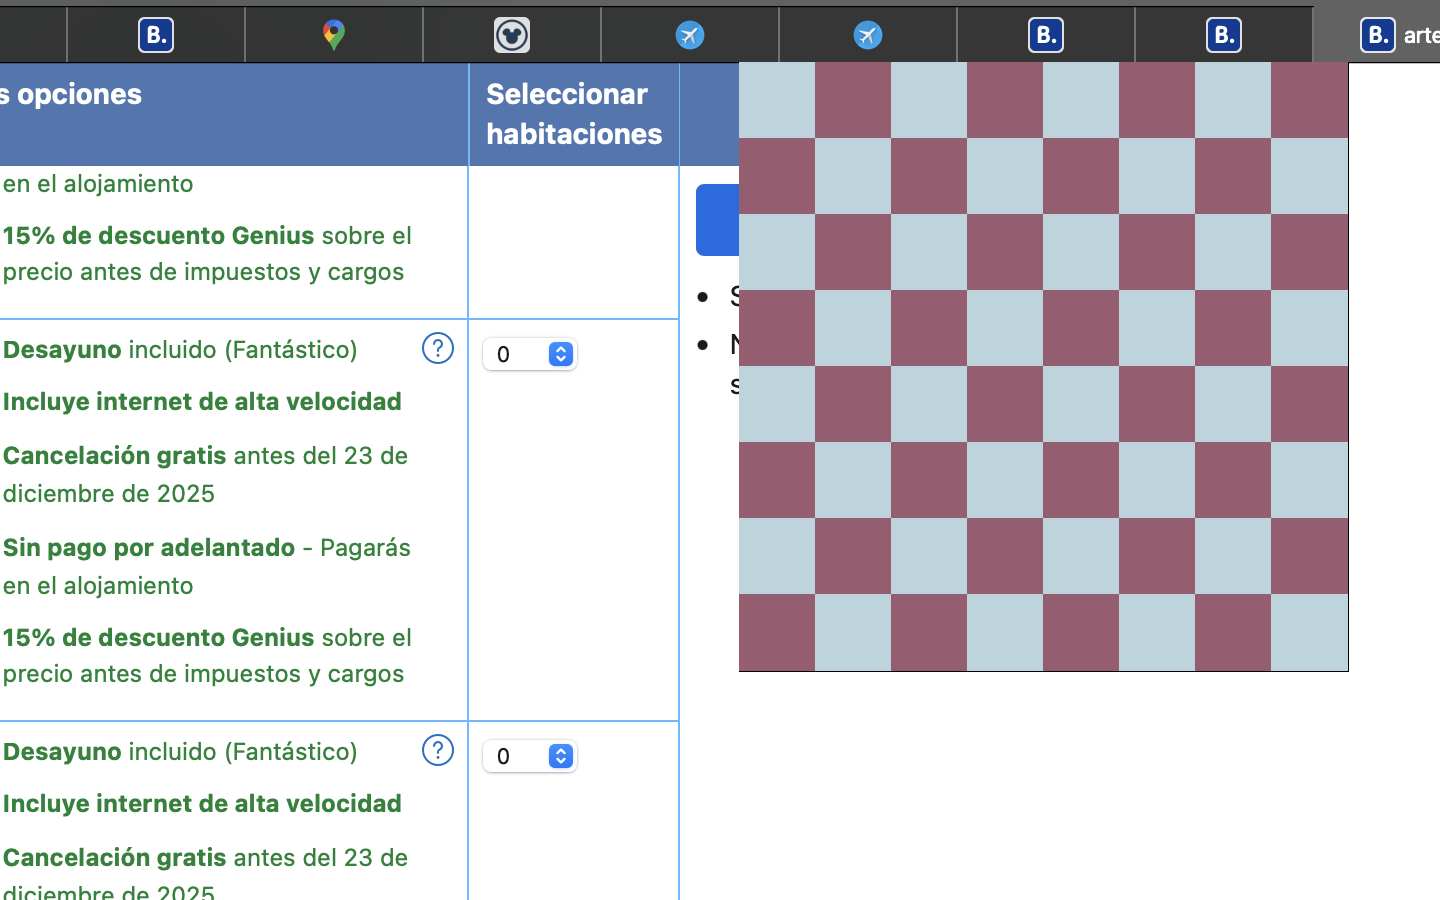 B.
B.
B.
B. arte
s opciones
Seleccionar
habitaciones
en el alojamiento
15% de descuento Genius sobre el
precio antes de impuestos y cargos
Desayuno incluido (Fantástico) ?
0
Incluye internet de alta velocidad
Cancelación gratis antes del 23 de
diciembre de 2025
Sin pago por adelantado - Pagarás
en el alojamiento
15% de descuento Genius sobre el
precio antes de impuestos y cargos
Desayuno incluido (Fantástico) ?
0
Incluye internet de alta velocidad
Cancelación gratis antes del 23 de
diciembre de 2025